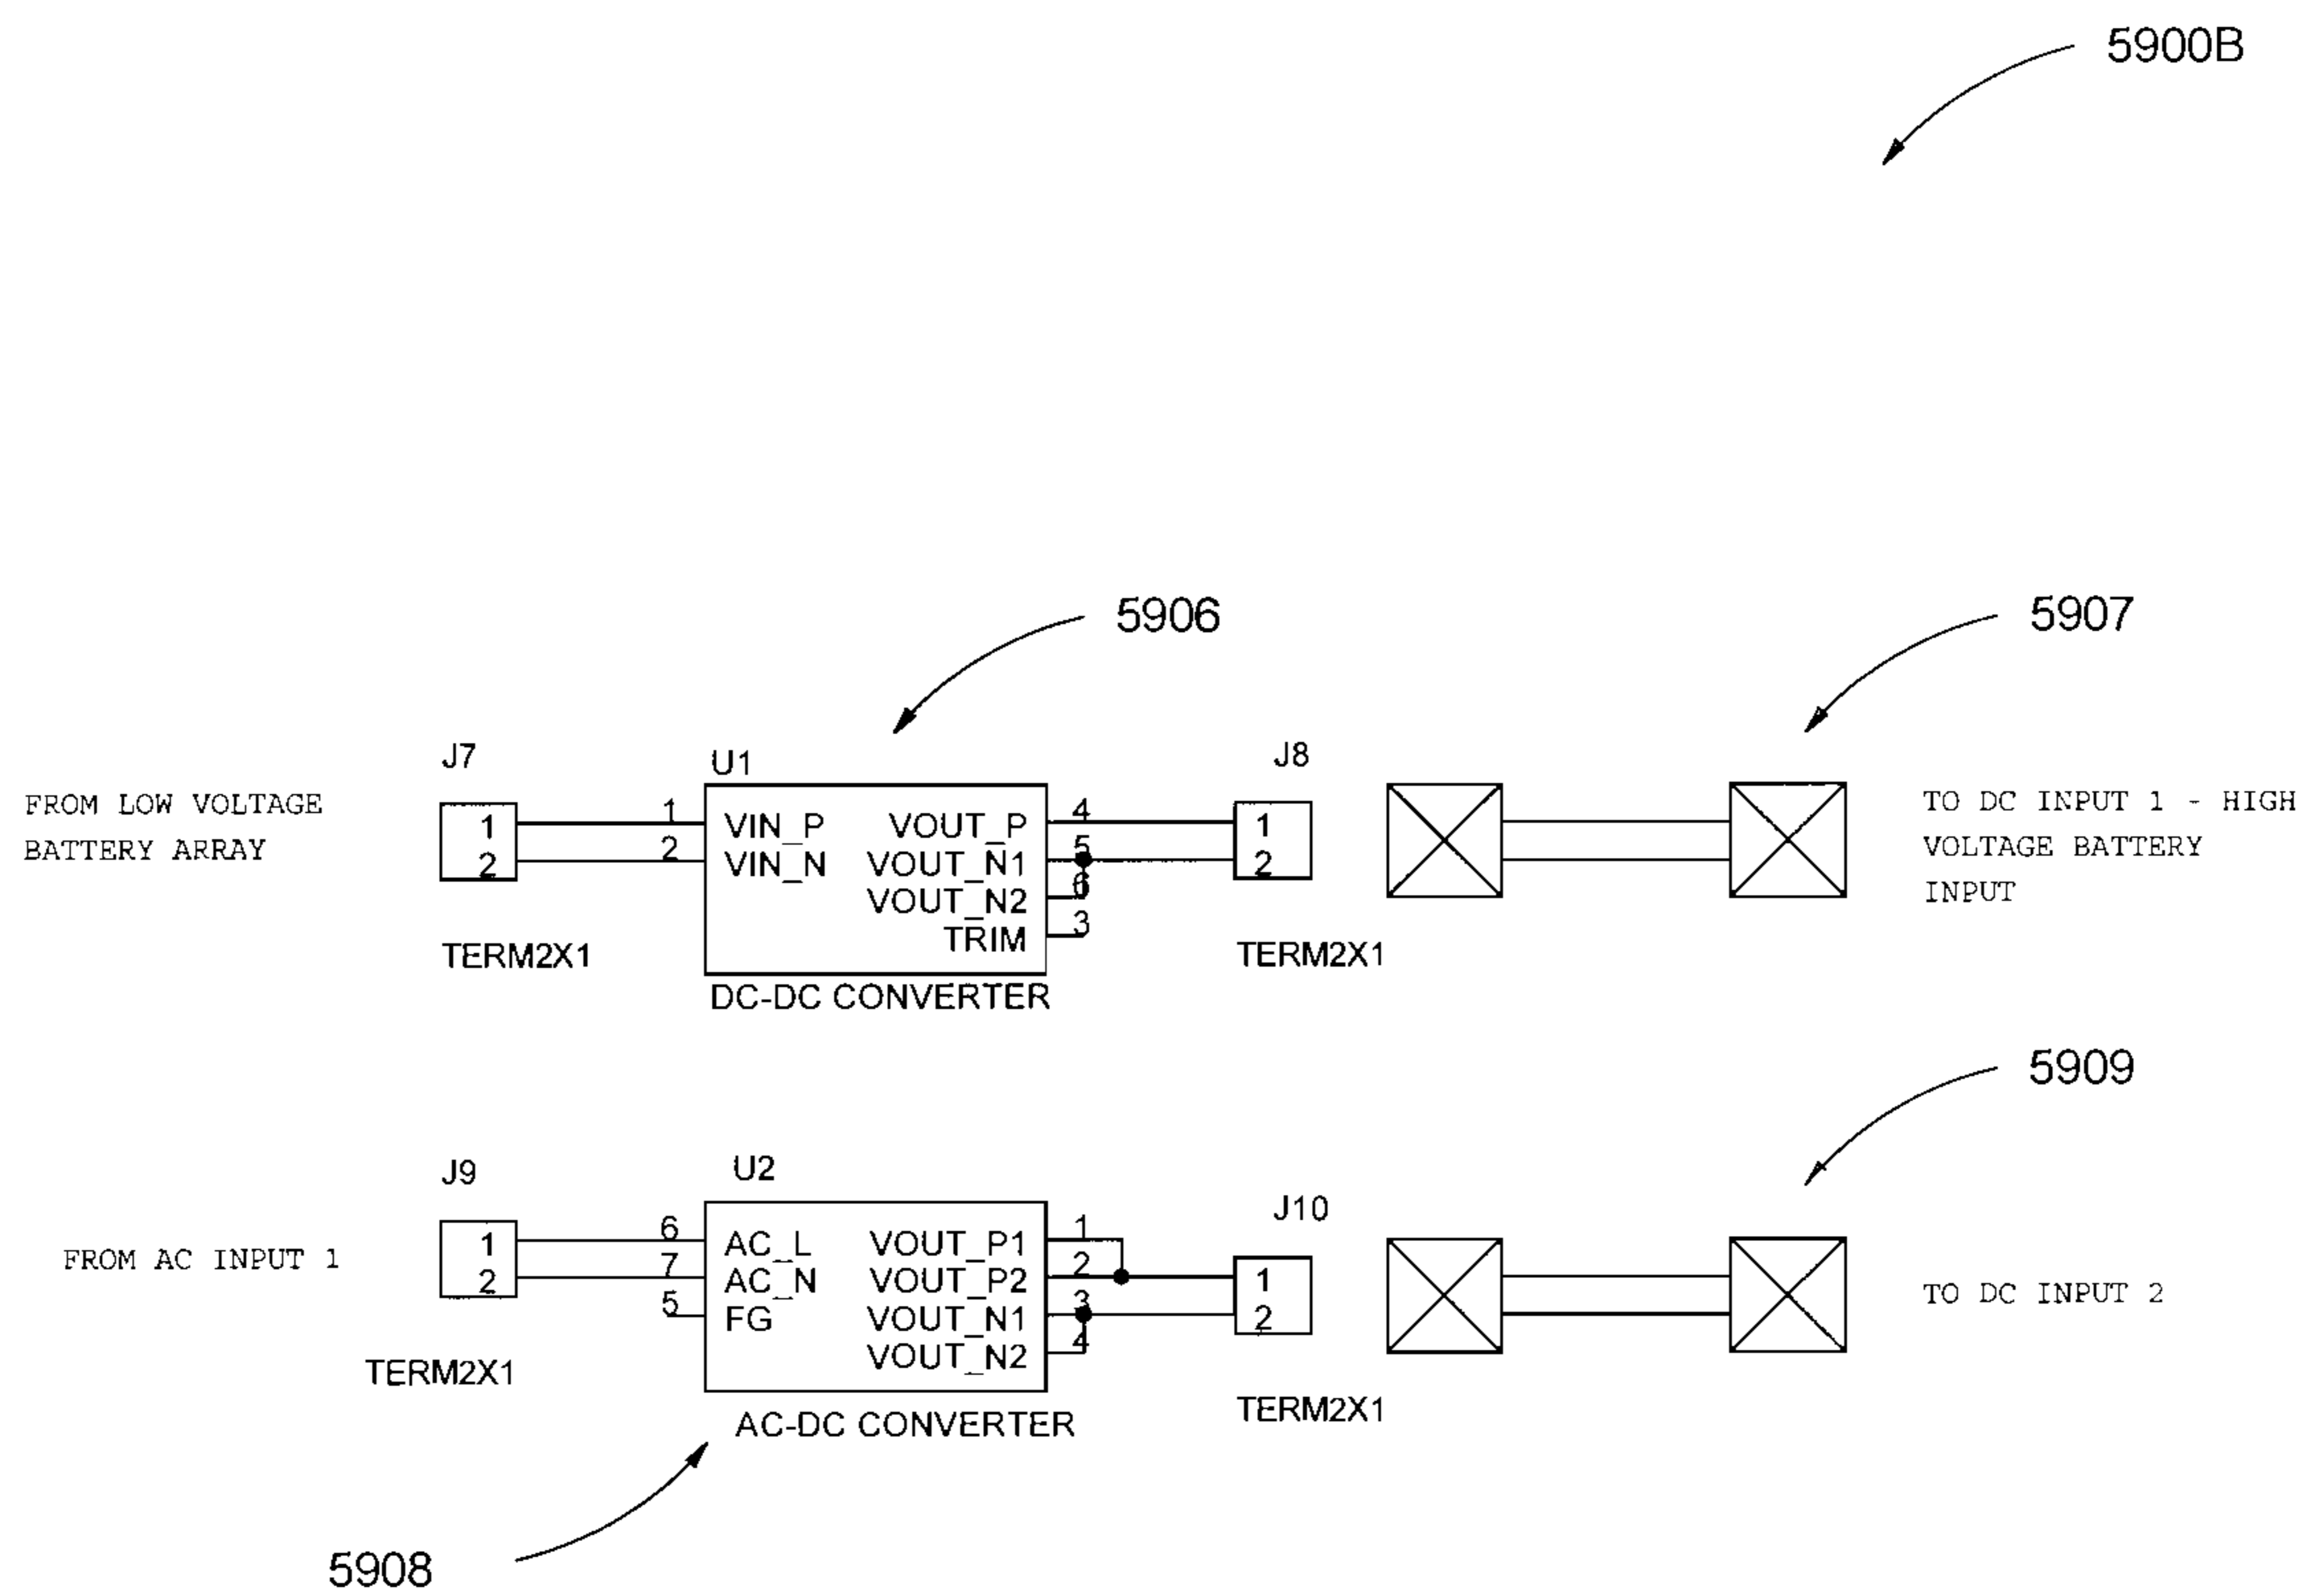 5900B
5906
5907
J7
U1
J8
FROM LOW VOLTAGE
BATTERY ARRAY
1
2
1
2
VIN_P
VIN_N
VOUT_P
VOUT_N1
VOUT_N2
TRIM
4
5
6
3
1
2
TO DC INPUT 1 - HIGH
VOLTAGE BATTERY
INPUT
TERM2X1
DC-DC CONVERTER
TERM2X1
5909
J9
U2
J10
FROM AC INPUT 1
1
2
6
7
5
AC_L
AC_N
FG
VOUT_P1
VOUT_P2
VOUT_N1
VOUT_N2
1
2
3
4
1
2
TO DC INPUT 2
TERM2X1
AC-DC CONVERTER
TERM2X1
5908